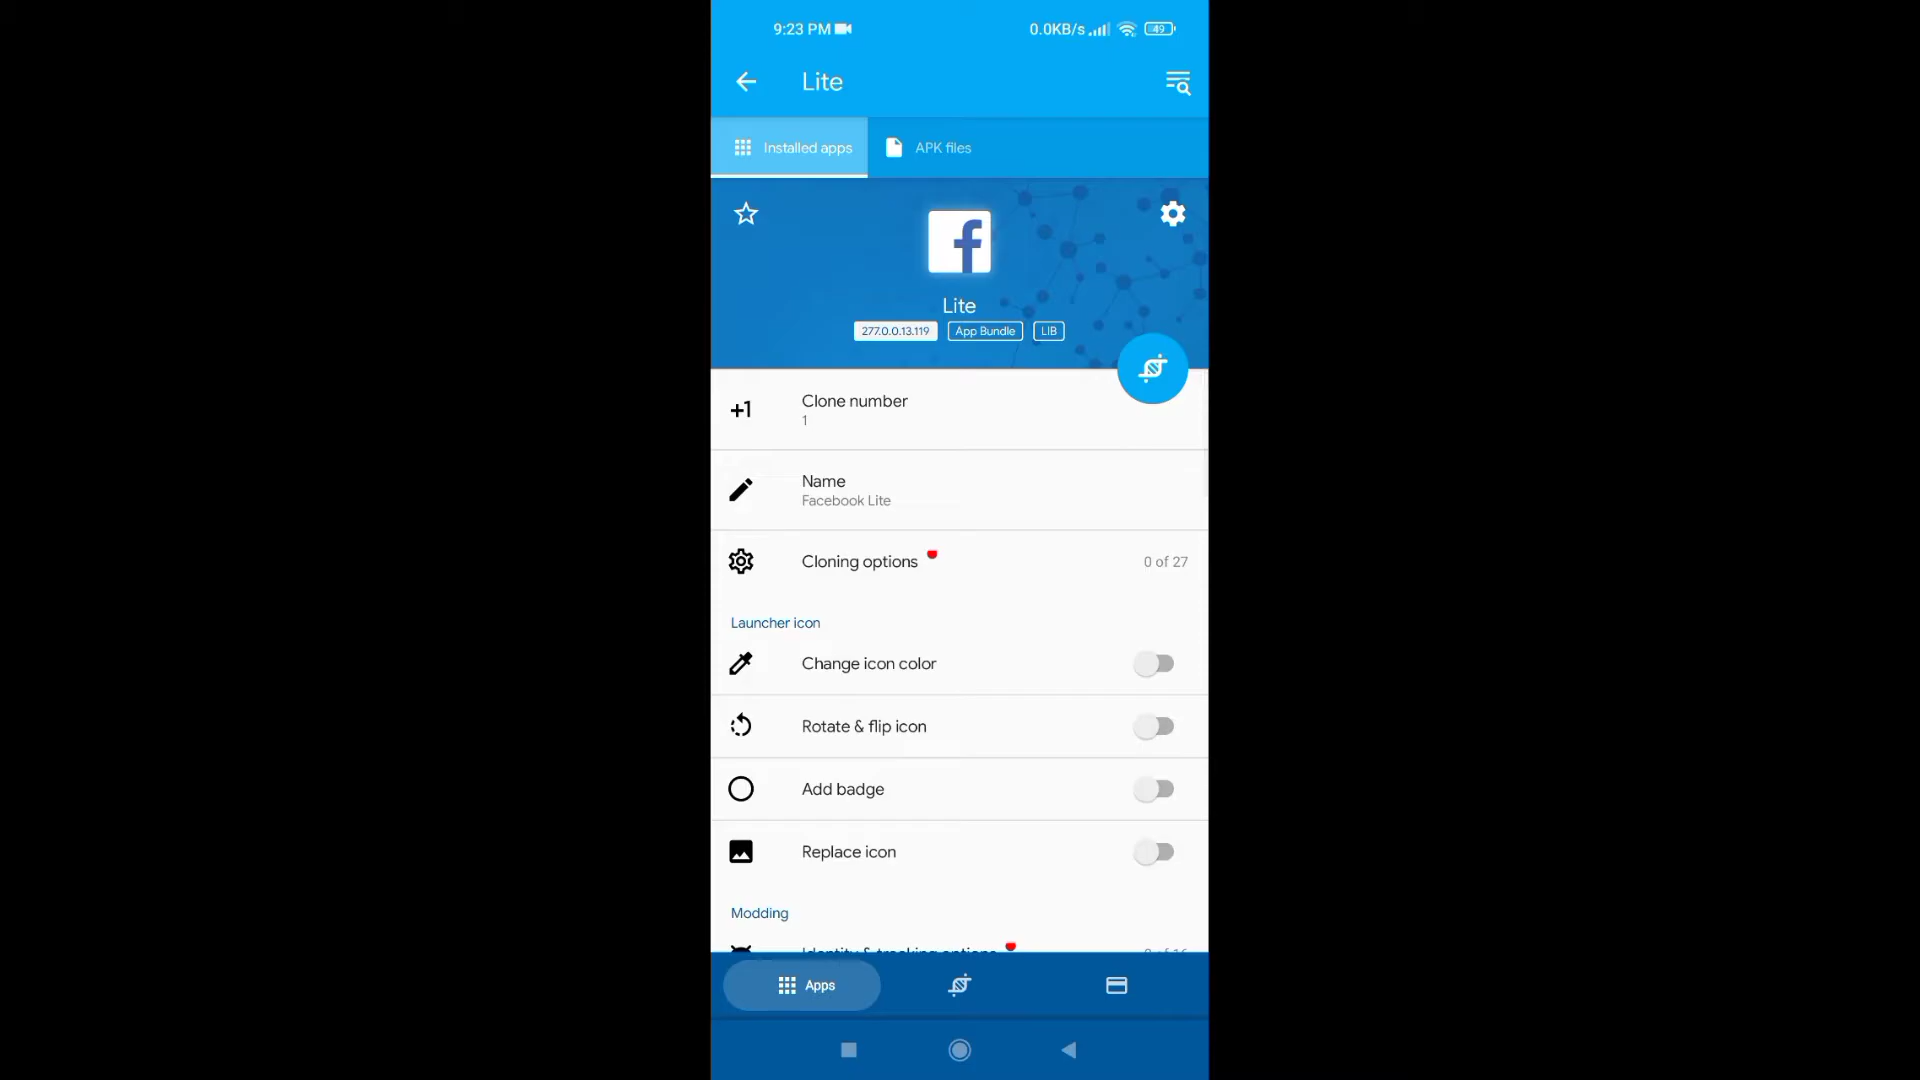 9:23 PM 0.0KB/s 49
Lite
Installed apps APK files
f
Lite
277.0.0.13.119 App Bundle LIB
+1 Clone number
1
Name
Facebook Lite
Cloning options 0 of 27
Launcher icon
Change icon color
Rotate & flip icon
Add badge
Replace icon
Modding
Identity & tracking options
Apps